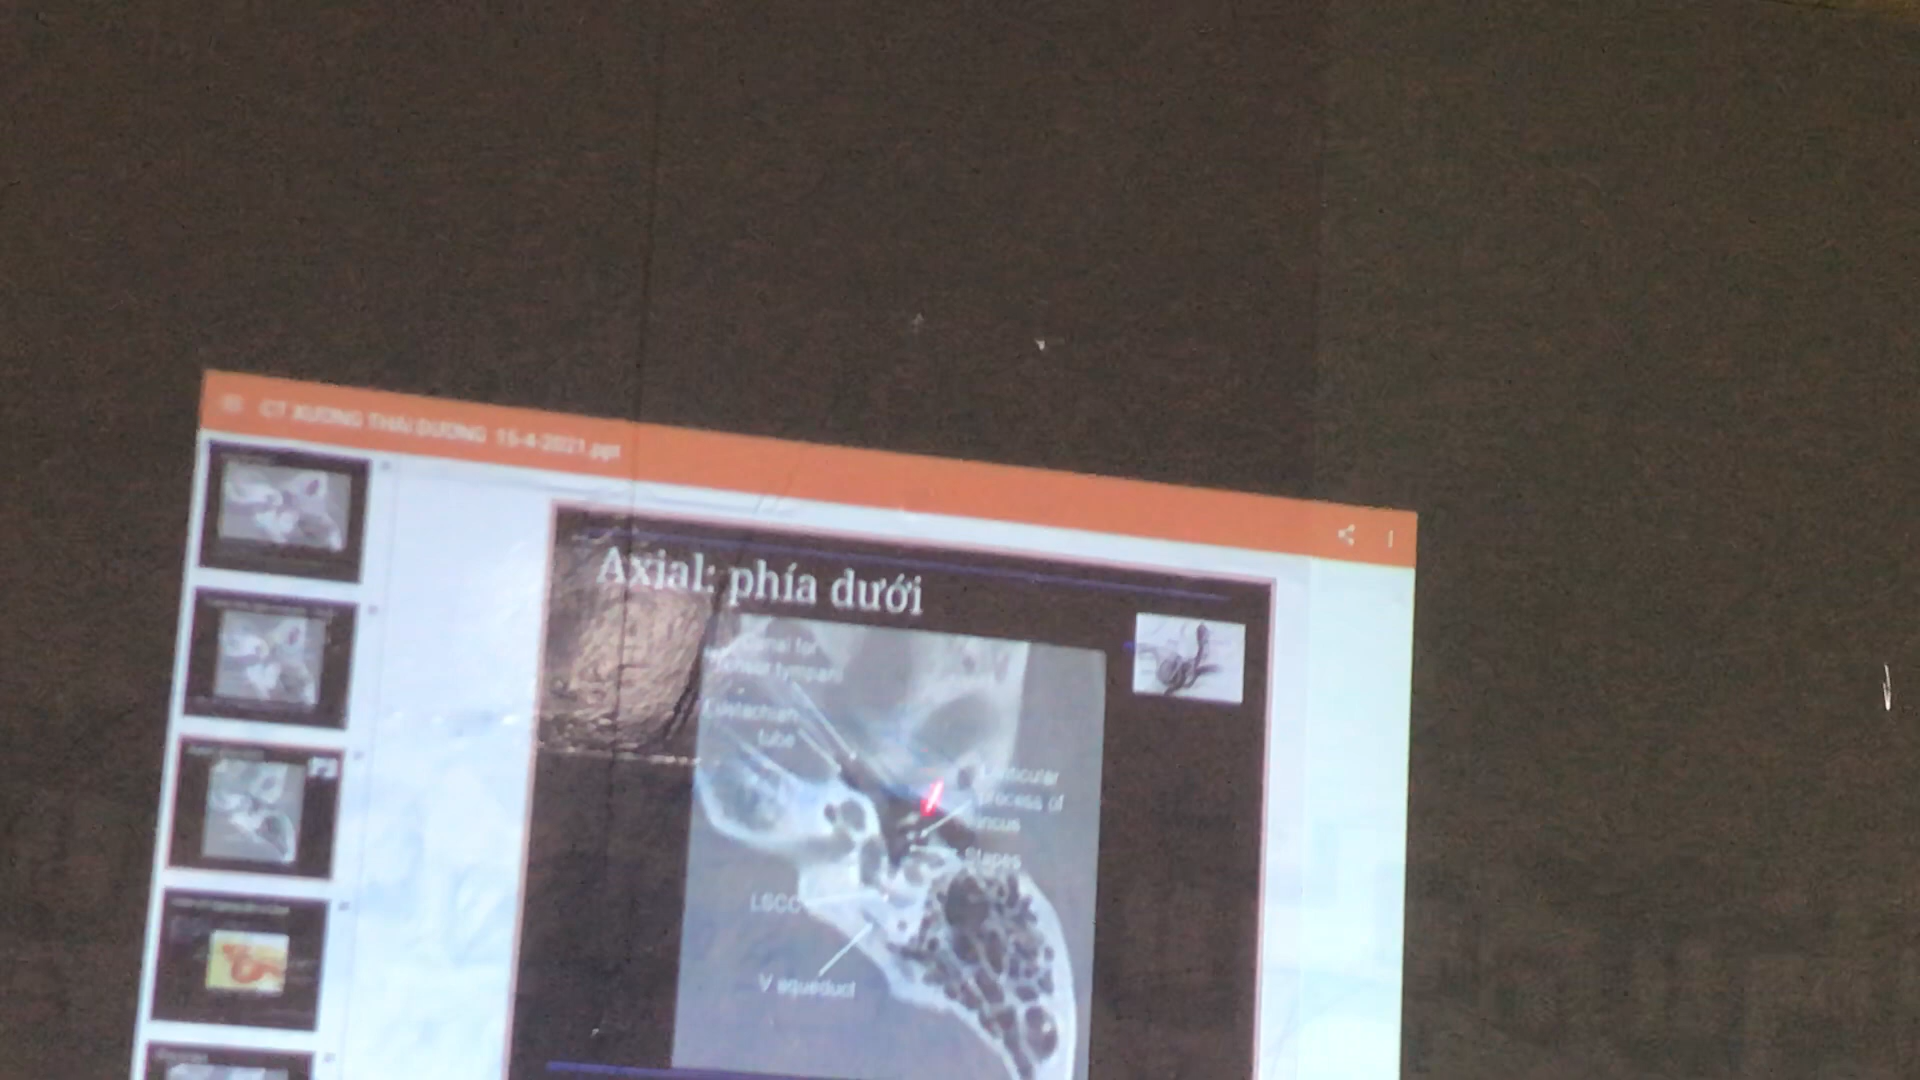 CT XƯƠNG THÁI DƯƠNG 15-4-2021.ppt
Axial: phía dưới
canal for
tensor tympani
Eustachian
tube
Lenticular
process of
incus
Stapes
LSCC
V aqueduct